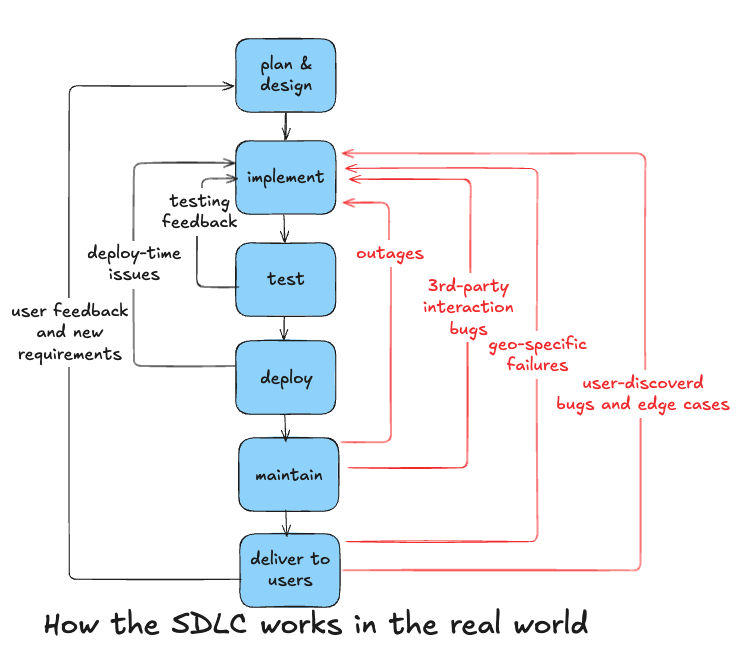 plan &
design
implement
testing
feedback
deploy-time
issues
outages
test
3rd-party
interaction
bugs
user feedback
and new
requirements
geo-specific
failures
deploy
user-discoverd
bugs and edge cases
maintain
deliver to
users
How the SDLC works in the real world